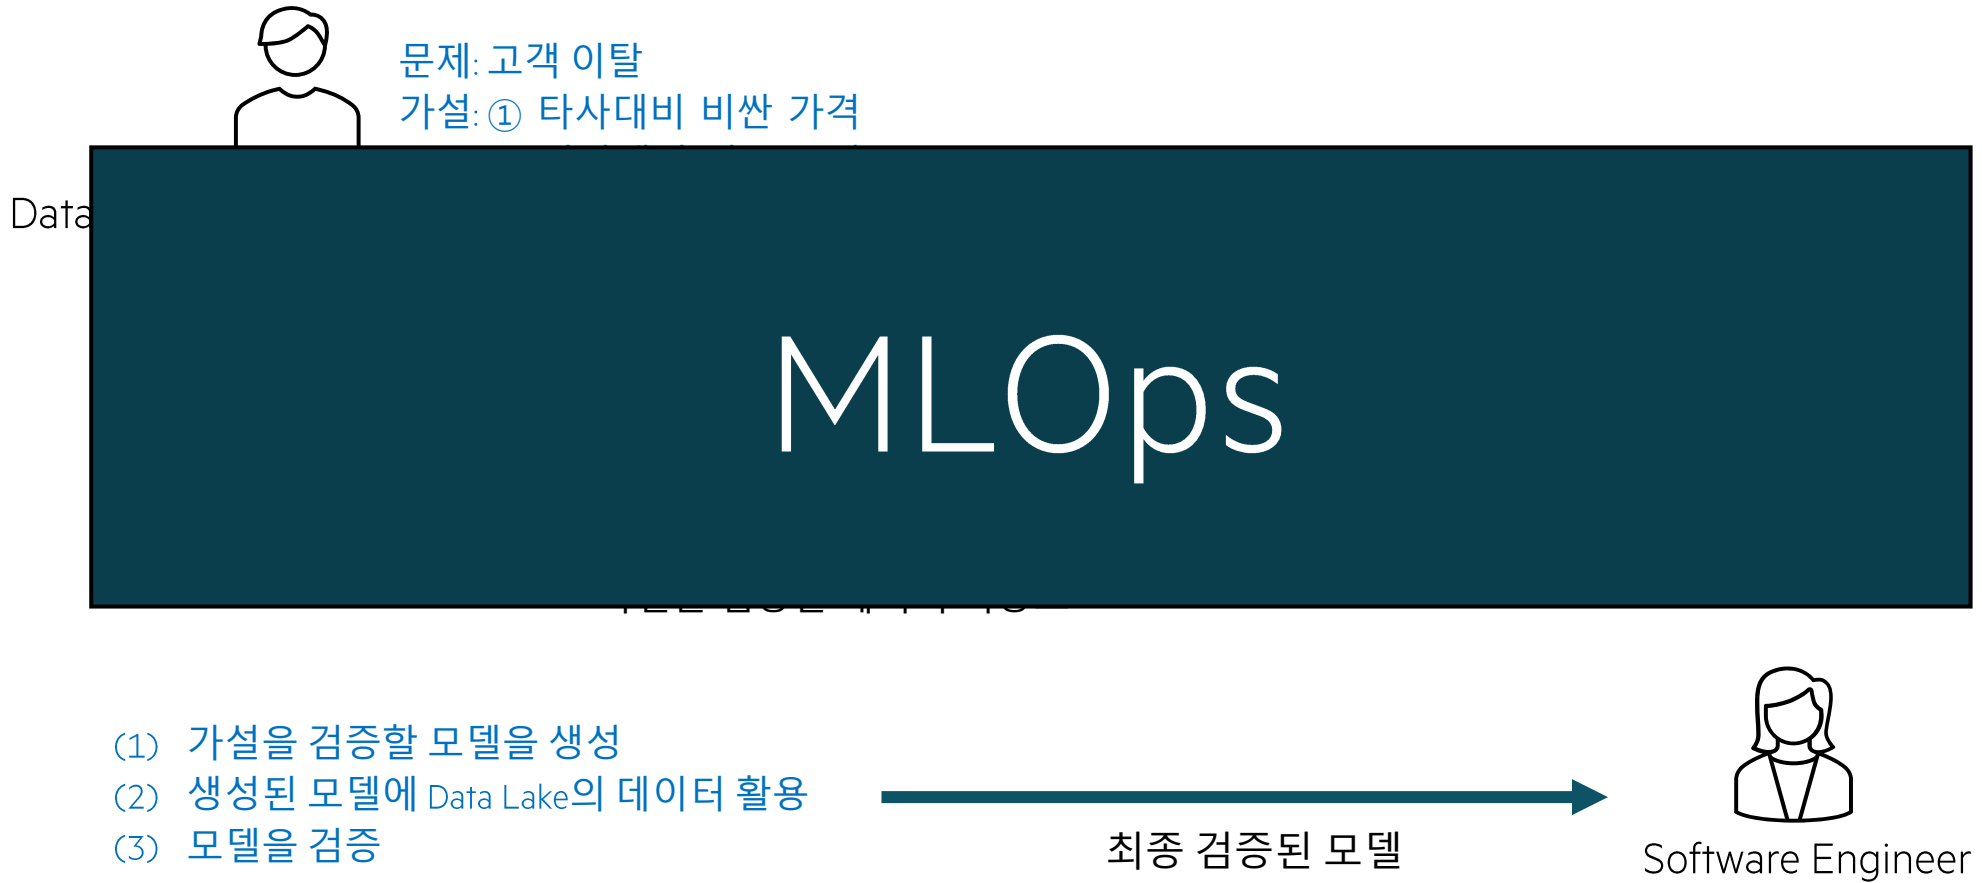 문제: 고객 이탈
가설: ① 타사대비 비싼 가격
Data
MLOps
(1) 가설을 검증할 모델을 생성
(2) 생성된 모델에 Data Lake의 데이터 활용
(3) 모델을 검증
최종 검증된 모델
Software Engineer